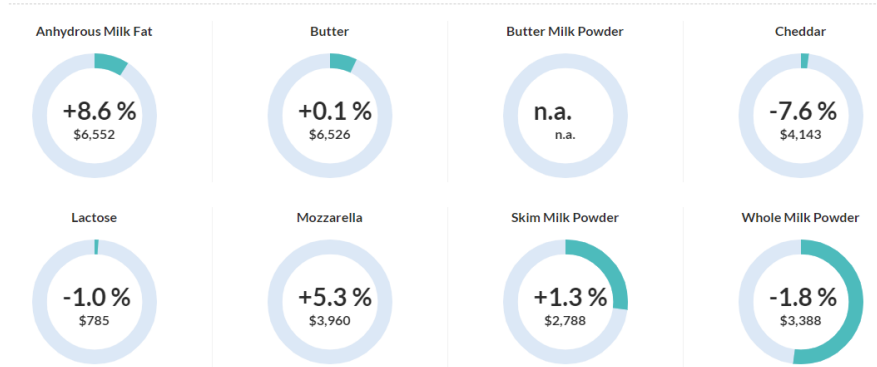 Anhydrous Milk Fat
+8.6 %
$6,552
Butter
+0.1 %
$6,526
Butter Milk Powder
n.a.
n.a.
Cheddar
-7.6 %
$4,143
Lactose
-1.0 %
$785
Mozzarella
+5.3 %
$3,960
Skim Milk Powder
+1.3 %
$2,788
Whole Milk Powder
-1.8 %
$3,388